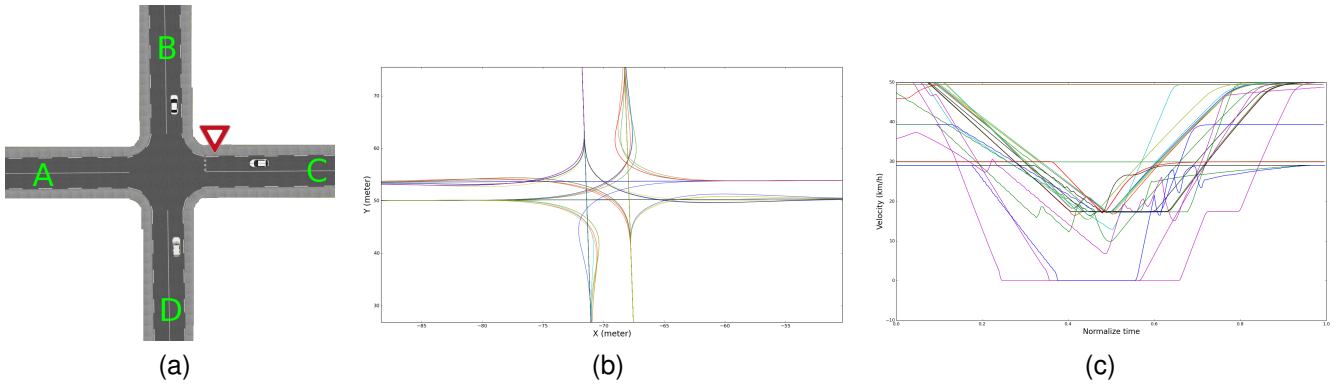 B
A
C
D
(a)
70
60
50
40
30
Y (meter)
−85
−80
−75
−70
−65
−60
−55
X (meter)
(b)
50
40
30
20
10
0
−10
Velocity (km/h)
0.0
0.2
0.4
0.6
0.8
1.0
Normalize time
(c)